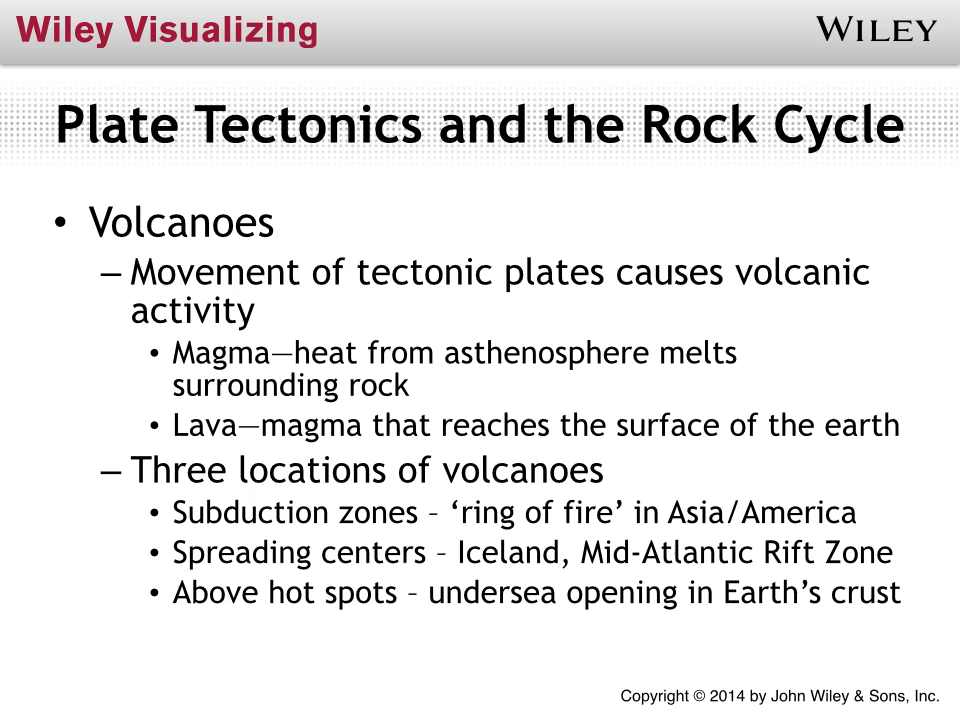 Wiley Visualizing
WILEY
Plate Tectonics and the Rock Cycle
• Volcanoes
– Movement of tectonic plates causes volcanic
activity
• Magma—heat from asthenosphere melts
surrounding rock
• Lava—magma that reaches the surface of the earth
– Three locations of volcanoes
• Subduction zones – ‘ring of fire’ in Asia/America
• Spreading centers – Iceland, Mid-Atlantic Rift Zone
• Above hot spots – undersea opening in Earth’s crust
Copyright © 2014 by John Wiley & Sons, Inc.